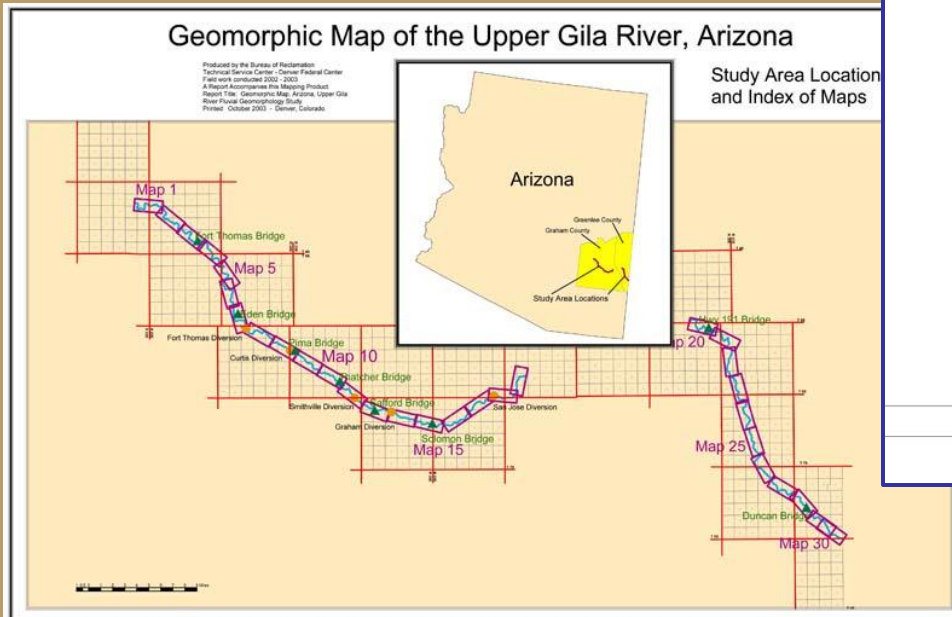 Geomorphic Map of the Upper Gila River, Arizona
Produced by the Bureau of Reclamation
Technical Service Center - Denver Federal Center
Field work conducted 2002 - 2003
A Report Accompanies this Mapping Product
Report Title: Geomorphic Map, Arizona, Upper Gila
River Fluvial Geomorphology Study.
Printed: October 2003 - Denver, Colorado.
Study Area Location
and Index of Maps
Arizona
Greenlee County
Graham County
Study Area Locations
Map 1
Fort Thomas Bridge
Map 5
Eden Bridge
Fort Thomas Diversion
Pima Bridge
Curtis Diversion
Map 10
Thatcher Bridge
Smithville Diversion
Safford Bridge
San Jose Diversion
Graham Diversion
Solomon Bridge
Map 15
Hwy 191 Bridge
ap 20
Map 25
Duncan Bridge
Map 30